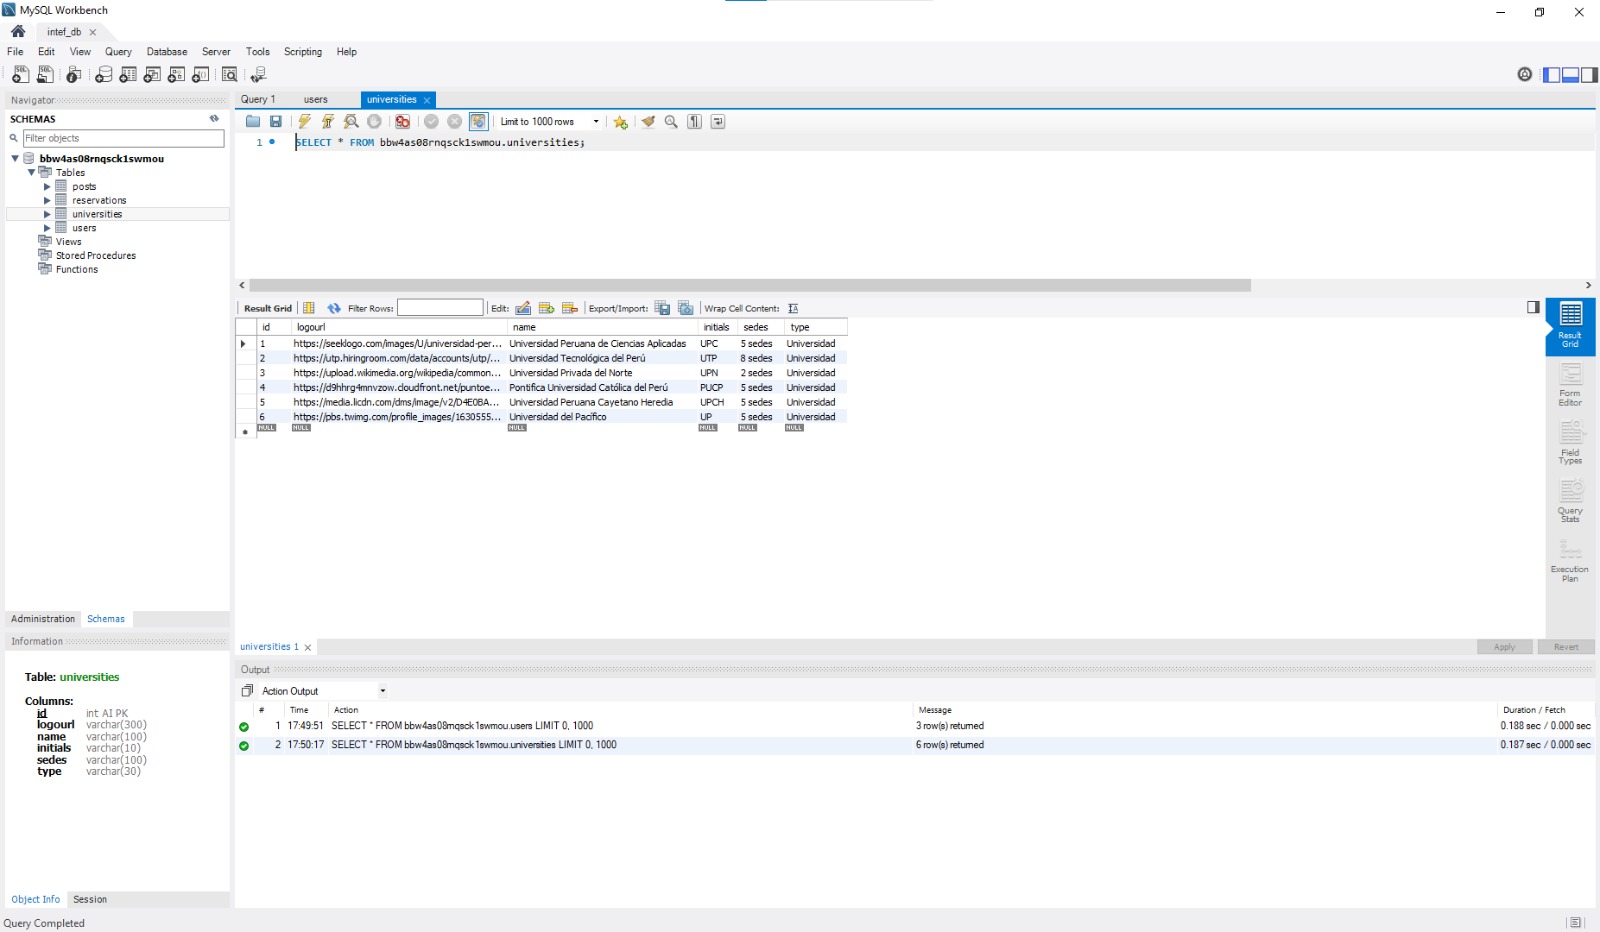 MySQL Workbench
intef_db
File Edit View Query Database Server Tools Scripting Help
Navigator
SCHEMAS
Filter objects
bbw4as08rnqsck1swmou
Tables
posts
reservations
universities
users
Views
Stored Procedures
Functions
Administration Schemas
Information
Table: universities
Columns:
id int AI PK
logourl varchar(300)
name varchar(100)
initials varchar(10)
sedes varchar(100)
type varchar(30)
Object Info Session
Query Completed
Query 1 users universities
Limit to 1000 rows
1 SELECT * FROM bbw4as08rnqsck1swmou.universities;
Result Grid Filter Rows: Edit: Export/Import: Wrap Cell Content:
id logourl name initials sedes type
1 https://seeklogo.com/images/U/universidad-per... Universidad Peruana de Ciencias Aplicadas UPC 5 sedes Universidad
2 https://utp.hiringroom.com/data/accounts/utp/... Universidad Tecnológica del Perú UTP 8 sedes Universidad
3 https://upload.wikimedia.org/wikipedia/common... Universidad Privada del Norte UPN 2 sedes Universidad
4 https://d9hhrg4mnvzow.cloudfront.net/puntoe... Pontifica Universidad Católica del Perú PUCP 5 sedes Universidad
5 https://media.licdn.com/dms/image/v2/D4E0BA... Universidad Peruana Cayetano Heredia UPCH 5 sedes Universidad
6 https://pbs.twimg.com/profile_images/1630555... Universidad del Pacífico UP 5 sedes Universidad
NULL NULL NULL NULL NULL NULL
Result
Grid
Form
Editor
Field
Types
Query
Stats
Execution
Plan
universities 1
Apply Revert
Output
Action Output
# Time Action Message Duration / Fetch
1 17:49:51 SELECT * FROM bbw4as08rnqsck1swmou.users LIMIT 0, 1000 3 row(s) returned 0.188 sec / 0.000 sec
2 17:50:17 SELECT * FROM bbw4as08rnqsck1swmou.universities LIMIT 0, 1000 6 row(s) returned 0.187 sec / 0.000 sec